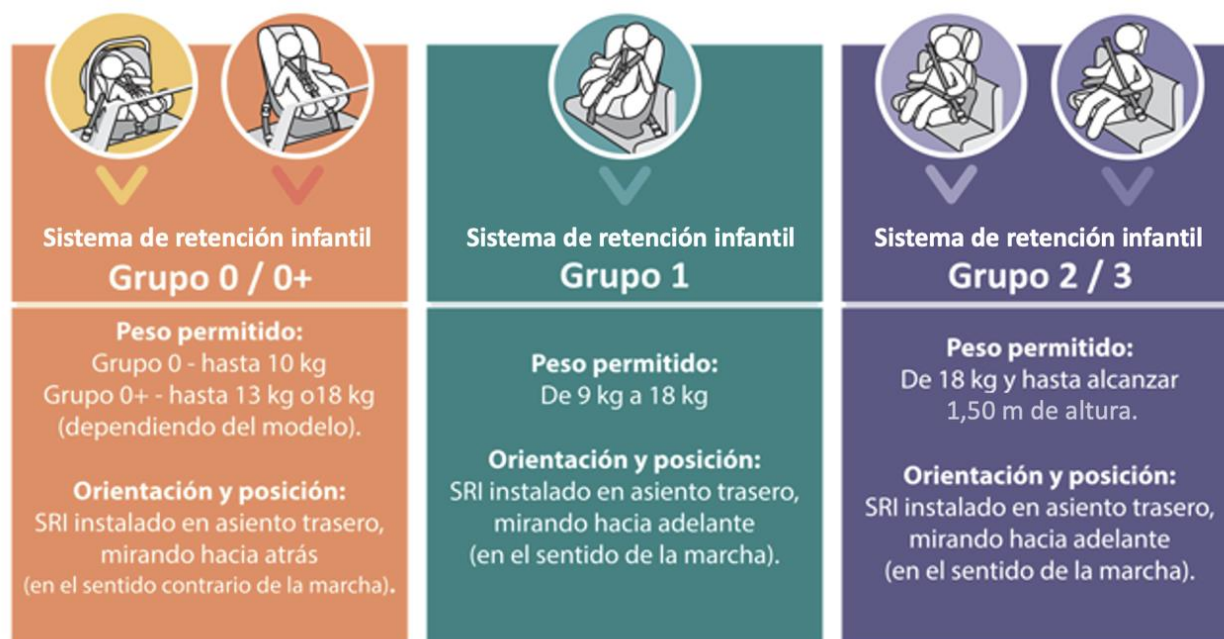 Sistema de retención infantil
Grupo 0 / 0+
Peso permitido:
Grupo 0 - hasta 10 kg
Grupo 0+ - hasta 13 kg o18 kg
(dependiendo del modelo).
Orientación y posición:
SRI instalado en asiento trasero,
mirando hacia atrás
(en el sentido contrario de la marcha).
Sistema de retención infantil
Grupo 1
Peso permitido:
De 9 kg a 18 kg
Orientación y posición:
SRI instalado en asiento trasero,
mirando hacia adelante
(en el sentido de la marcha).
Sistema de retención infantil
Grupo 2 / 3
Peso permitido:
De 18 kg y hasta alcanzar
1,50 m de altura.
Orientación y posición:
SRI instalado en asiento trasero,
mirando hacia adelante
(en el sentido de la marcha).